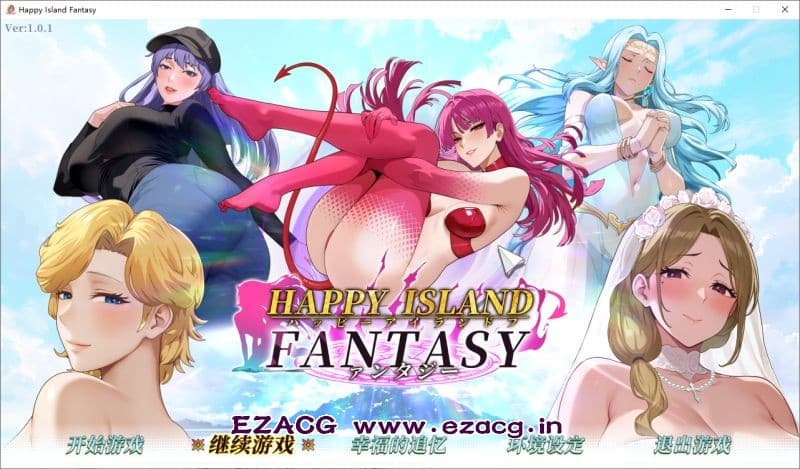 Happy Island Fantasy
Ver:1.0.1
HAPPY ISLAND
ハッピーアイランドフ
FANTASY
ァンタジー
EZACG www.ezacg.in
开始游戏 ※继续游戏※ 幸福的追忆 环境设定 退出游戏